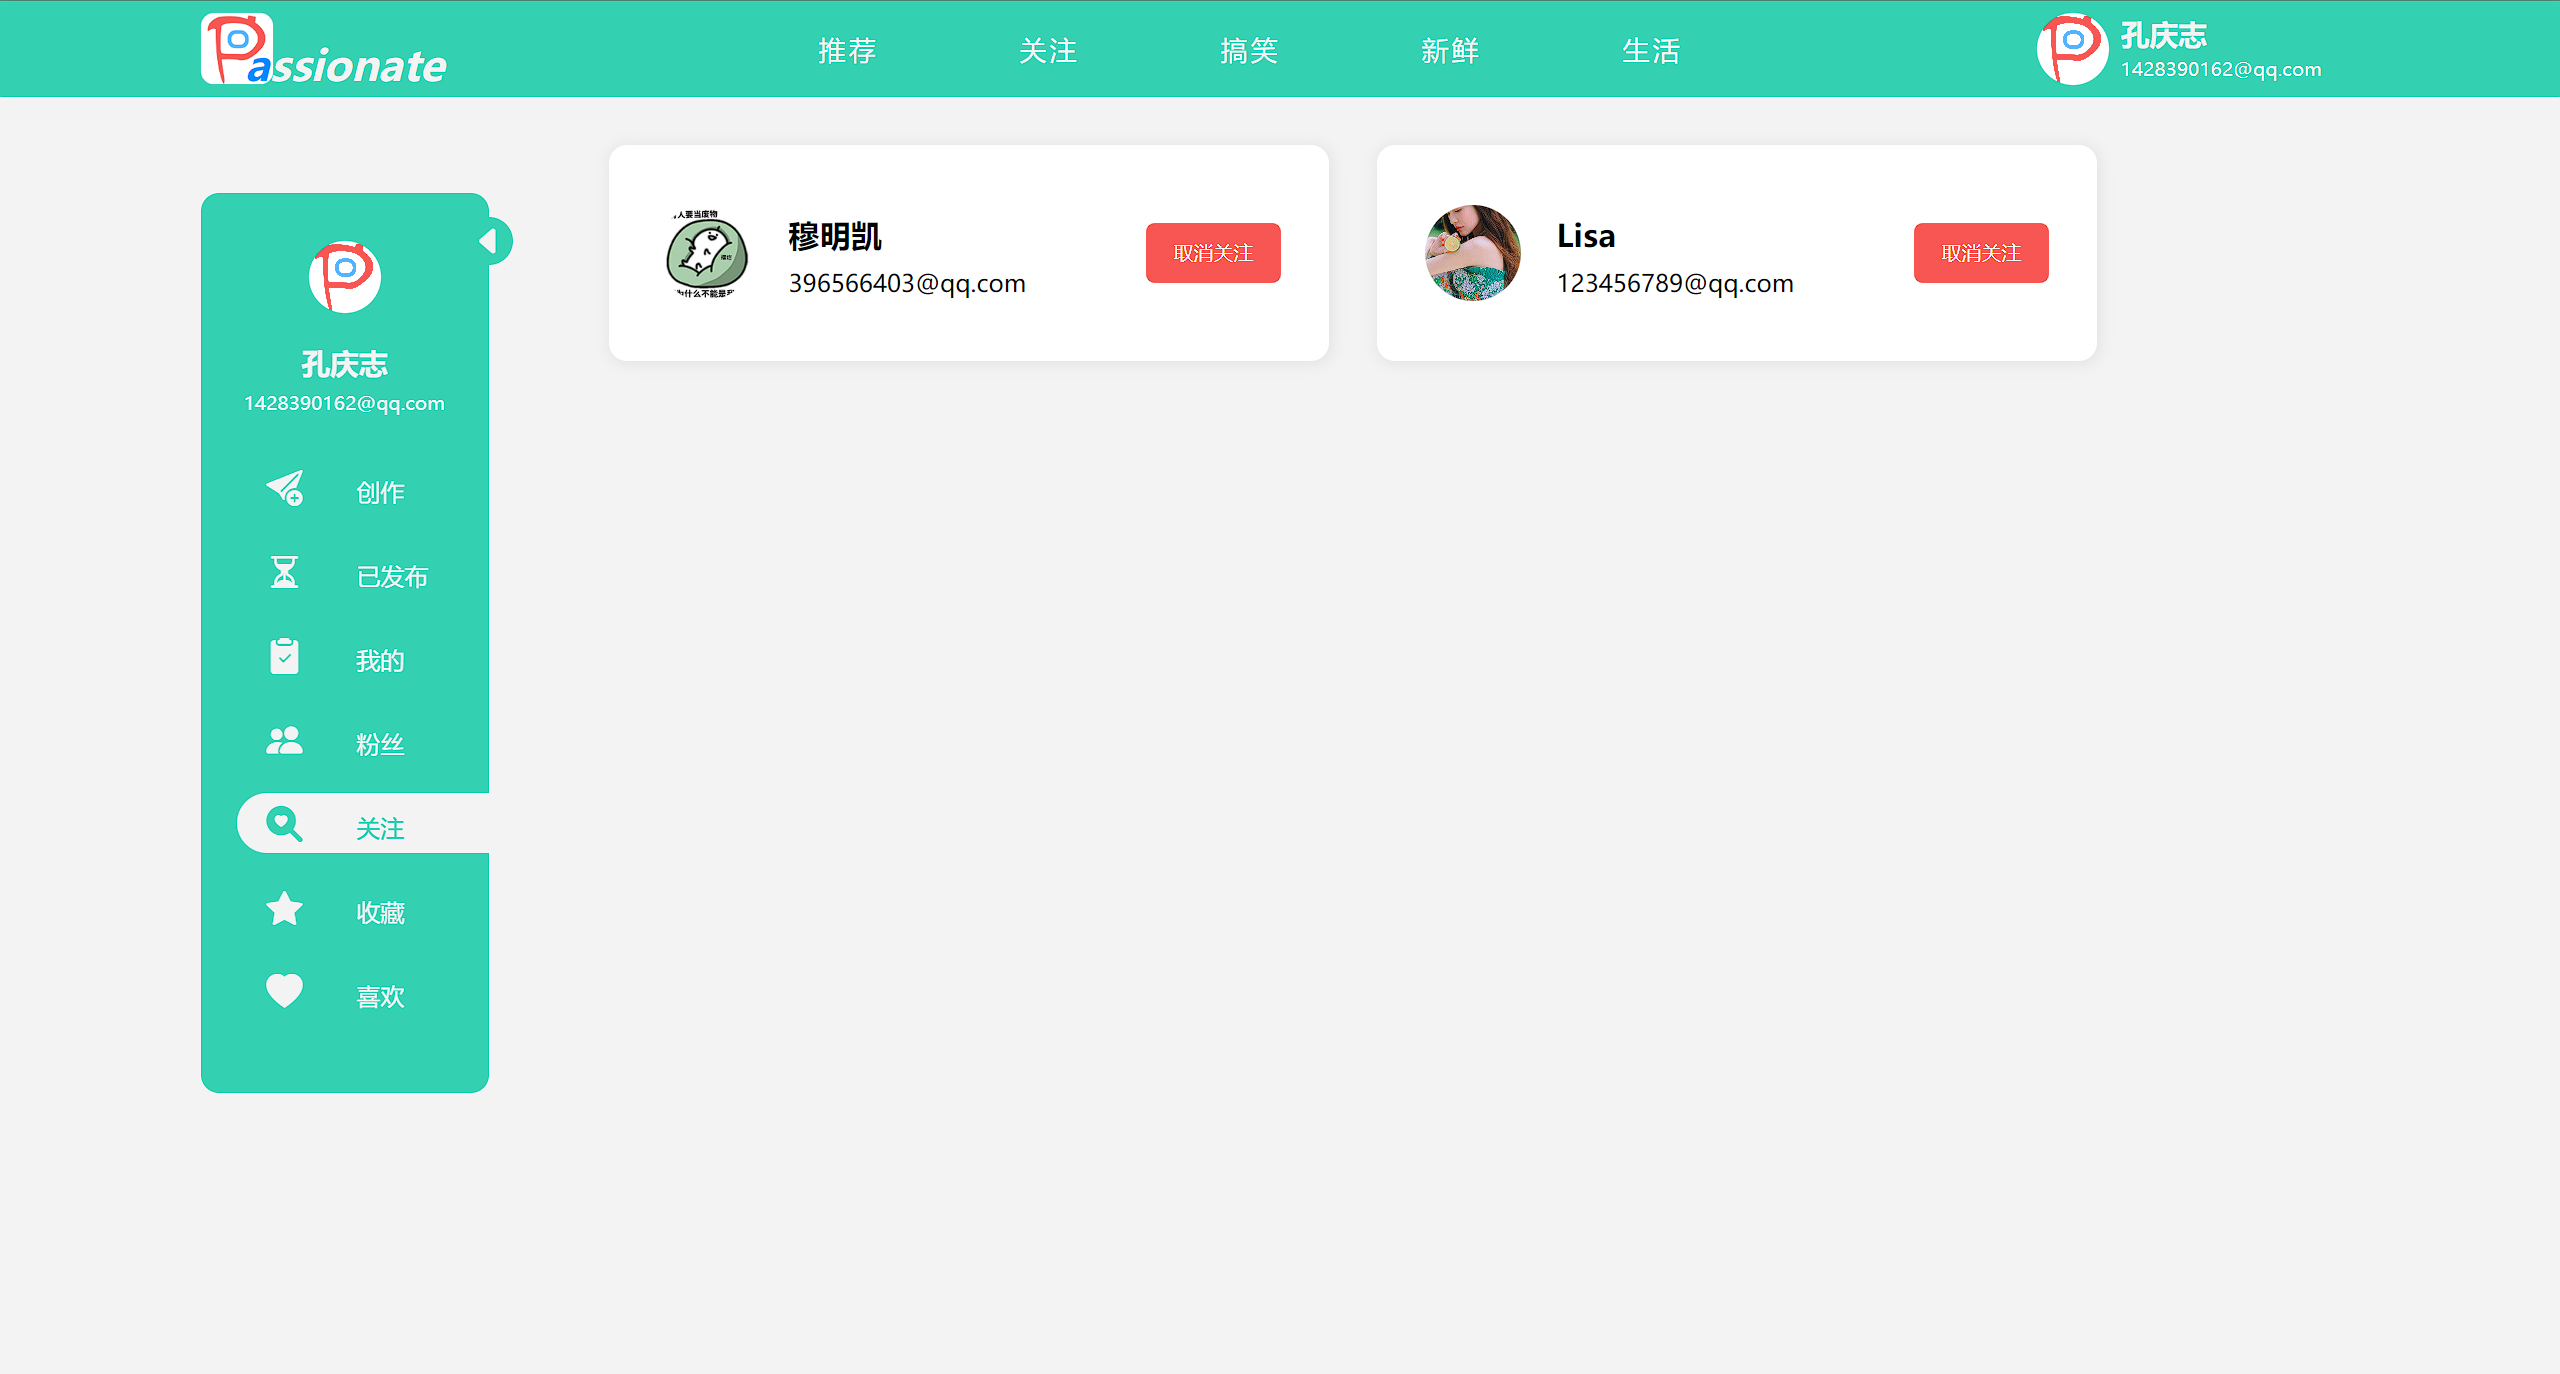 Passionate
推荐
关注
搞笑
新鲜
生活
孔庆志
1428390162@qq.com
孔庆志
1428390162@qq.com
创作
已发布
我的
粉丝
关注
收藏
喜欢
人要当废物
为什么不能是我
穆明凯
396566403@qq.com
取消关注
Lisa
123456789@qq.com
取消关注